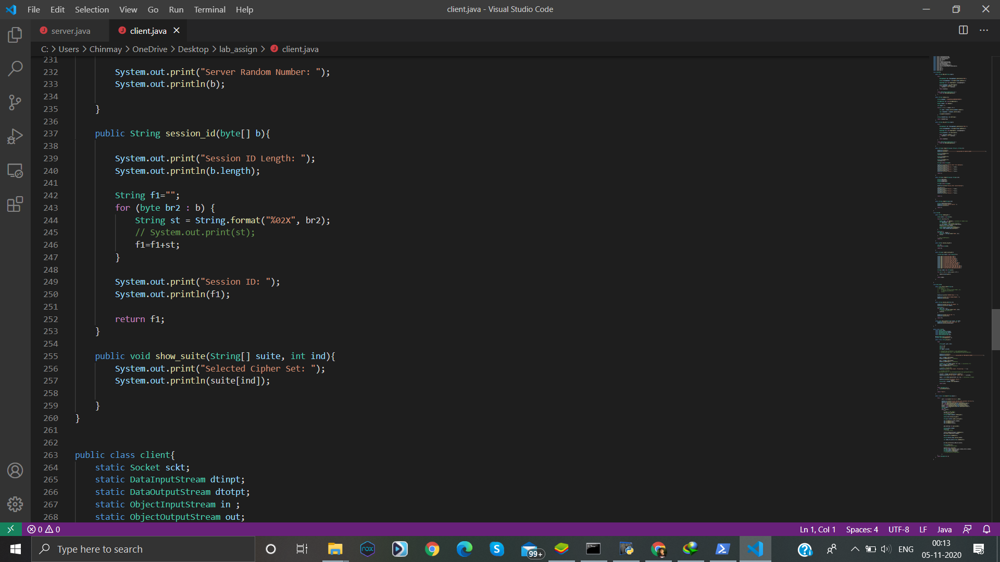 File Edit Selection View Go Run Terminal Help
client.java - Visual Studio Code
server.java client.java
C: > Users > Chinmay > OneDrive > Desktop > lab_assign > client.java
231
232 System.out.print("Server Random Number: ");
233 System.out.println(b);
234
235 }
236
237 public String session_id(byte[] b){
238
239 System.out.print("Session ID Length: ");
240 System.out.println(b.length);
241
242 String f1="";
243 for (byte br2 : b) {
244 String st = String.format("%02X", br2);
245 // System.out.print(st);
246 f1=f1+st;
247 }
248
249 System.out.print("Session ID: ");
250 System.out.println(f1);
251
252 return f1;
253 }
254
255 public void show_suite(String[] suite, int ind){
256 System.out.print("Selected Cipher Set: ");
257 System.out.println(suite[ind]);
258
259 }
260 }
261
262
263 public class client{
264 static Socket sckt;
265 static DataInputStream dtinpt;
266 static DataOutputStream dtotpt;
267 static ObjectInputStream in ;
268 static ObjectOutputStream out;
0 0 Ln 1, Col 1 Spaces: 4 UTF-8 LF Java
Type here to search
nox
99+
ENG
00:13
05-11-2020